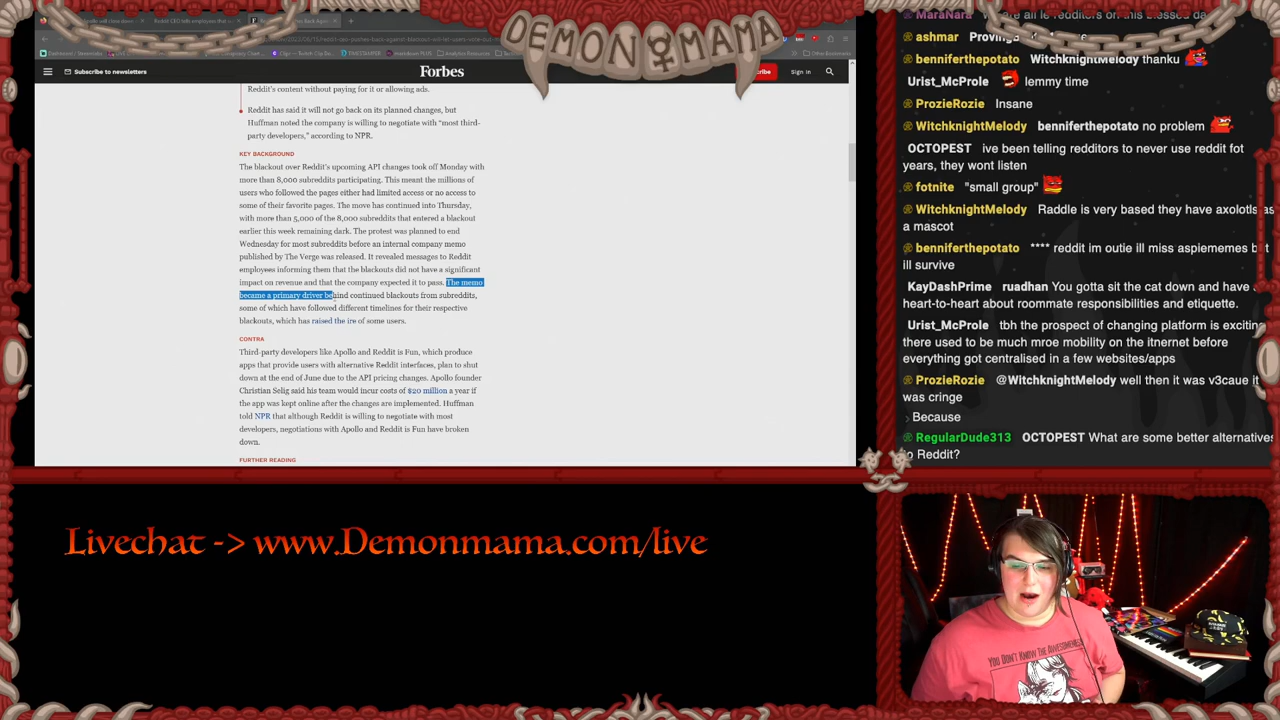 Reddit CEO tells employees that
DEMON MAMA
Other Bookmarks
Subscribe to newsletters
Forbes
Sign in
Reddit's content without paying for it or allowing ads.
Reddit has said it will not go back on its planned changes, but
Huffman noted the company is willing to negotiate with “most third-
party developers,” according to NPR.
KEY BACKGROUND
The blackout over Reddit's upcoming API changes took off Monday with
more than 8,000 subreddits participating. This meant the millions of
users who followed the pages either had limited access or no access to
some of their favorite pages. The move has continued into Thursday,
with more than 5,000 of the 8,000 subreddits that entered a blackout
earlier this week remaining dark. The protest was planned to end
Wednesday for most subreddits before an internal company memo
published by The Verge was released. It revealed messages to Reddit
employees informing them that the blackouts did not have a significant
impact on revenue and that the company expected it to pass. The memo
became a primary driver behind continued blackouts from subreddits,
some of which have followed different timelines for their respective
blackouts, which has raised the ire of some users.
CONTRA
Third-party developers like Apollo and Reddit is Fun, which produce
apps that provide users with alternative Reddit interfaces, plan to shut
down at the end of June due to the API pricing changes. Apollo founder
Christian Selig said his team would incur costs of $20 million a year if
the app was kept online after the changes are implemented. Huffman
told NPR that although Reddit is willing to negotiate with most
developers, negotiations with Apollo and Reddit is Fun have broken
down.
FURTHER READING
MaraNara all le redditors on this blessed
ashmar Proving
benniferthepotato WitchknightMelody thanku
Urist_McProle lemmy time
ProzieRozie Insane
WitchknightMelody benniferthepotato no problem
OCTOPEST ive been telling redditors to never use reddit fot
years, they wont listen
fotnite "small group"
WitchknightMelody Raddle is very based they have axolotls as
a mascot
benniferthepotato **** reddit im outie ill miss aspiememes but
ill survive
KayDashPrime ruadhan You gotta sit the cat down and have a
heart-to-heart about roommate responsibilities and etiquette.
Urist_McProle tbh the prospect of changing platform is exciting
there used to be much mroe mobility on the itnernet before
everything got centralised in a few websites/apps
ProzieRozie @WitchknightMelody well then it was v3caue it
was cringe
Because
RegularDude313 OCTOPEST What are some better alternatives
to Reddit?
Livechat -> www.Demonmama.com/live
YOU DON'T KNOW THE AWESOMENESS